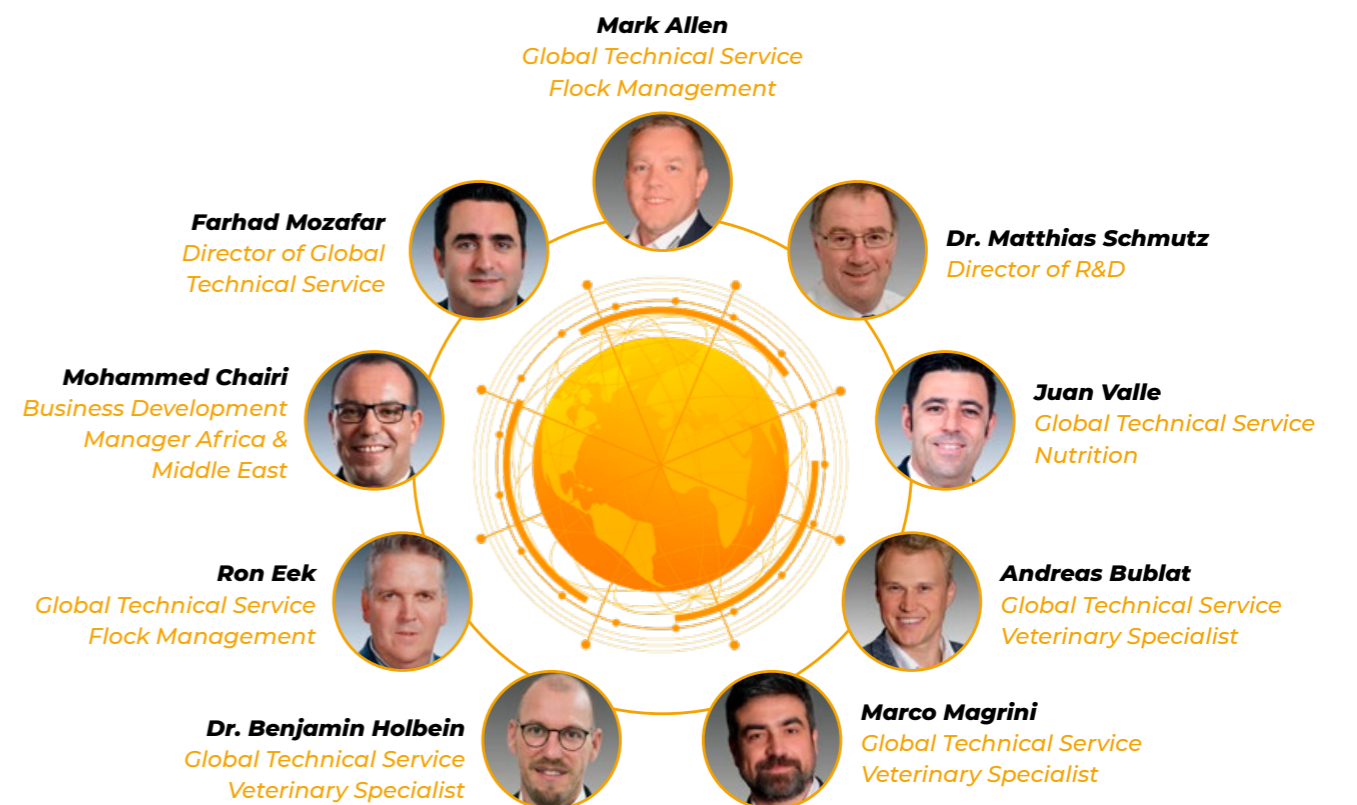 Mark Allen
Global Technical Service
Flock Management
Farhad Mozafar
Director of Global
Technical Service
Dr. Matthias Schmutz
Director of R&D
Mohammed Chairi
Business Development
Manager Africa &
Middle East
Juan Valle
Global Technical Service
Nutrition
Ron Eek
Global Technical Service
Flock Management
Andreas Bublat
Global Technical Service
Veterinary Specialist
Dr. Benjamin Holbein
Global Technical Service
Veterinary Specialist
Marco Magrini
Global Technical Service
Veterinary Specialist